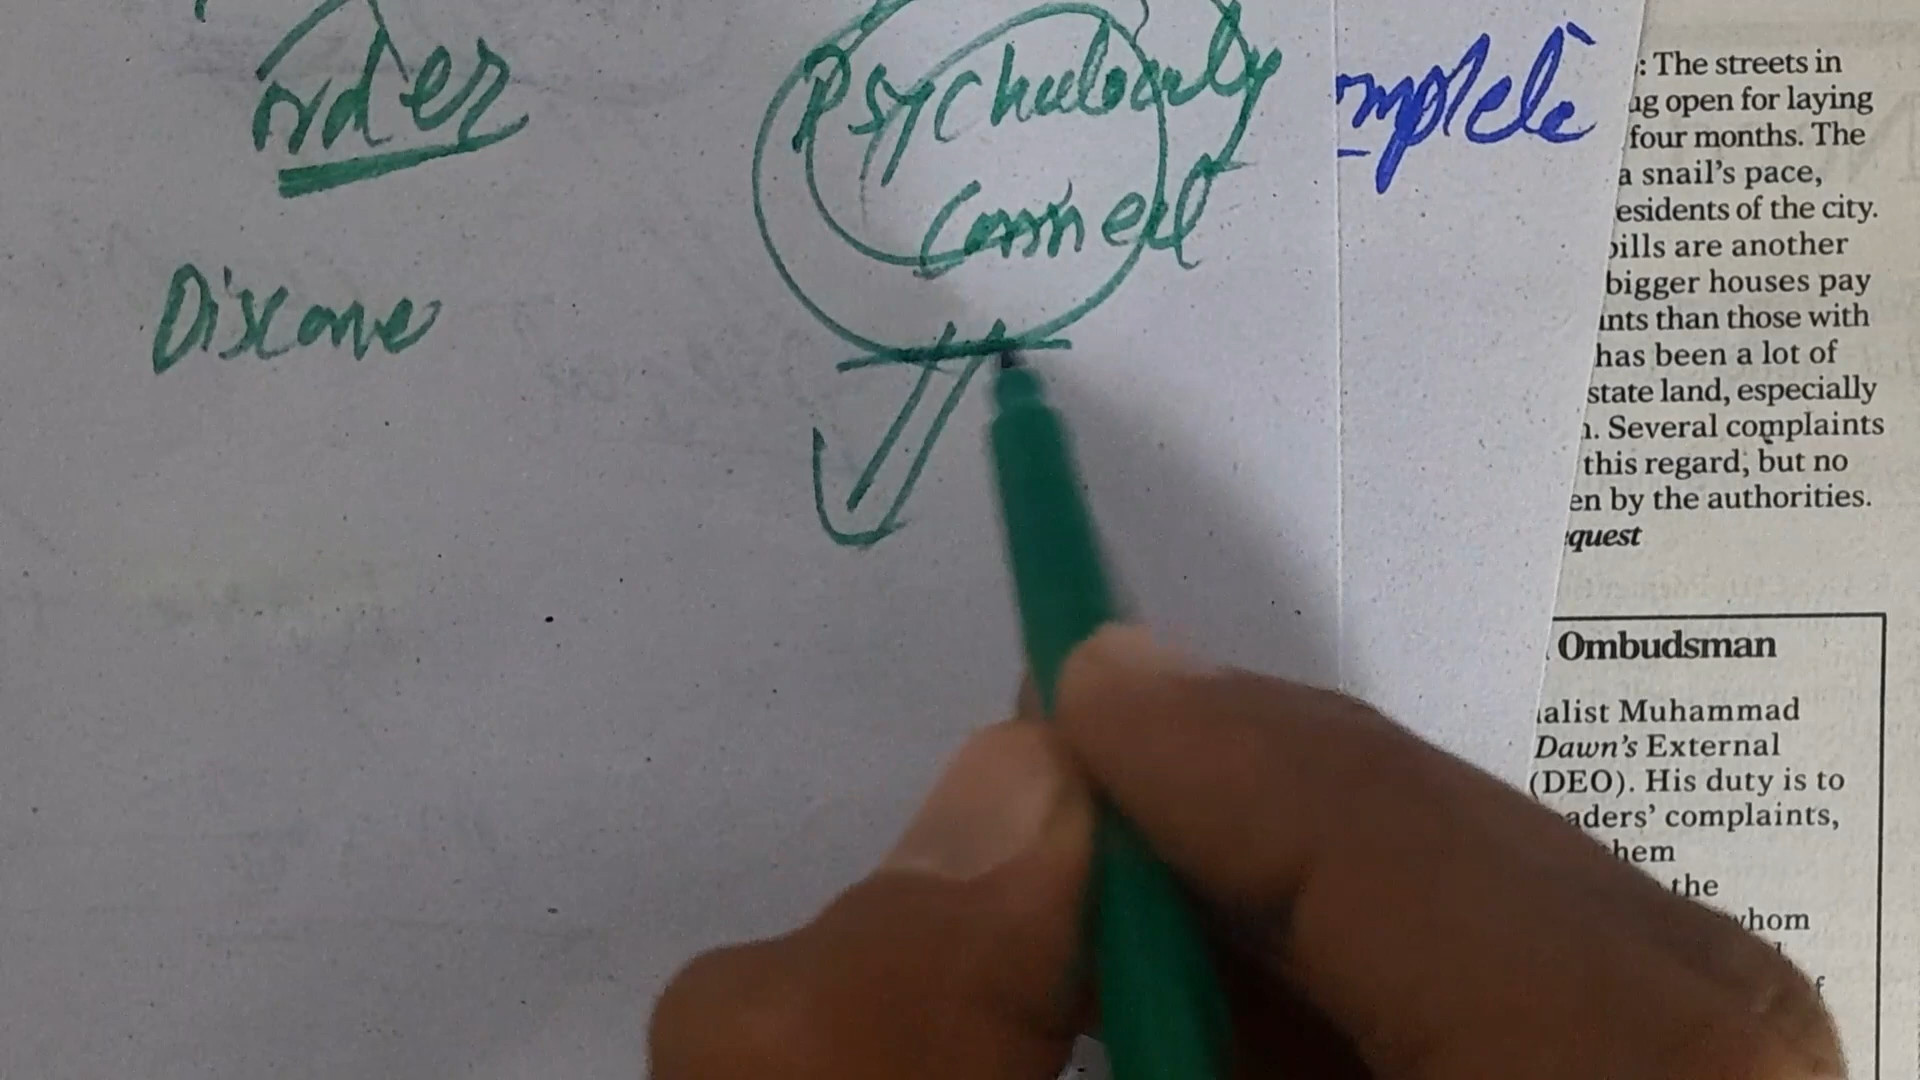 order
Psychulocaly
Connect
Discone
mplete
: The streets in
ug open for laying
four months. The
a snail's pace,
esidents of the city.
bills are another
bigger houses pay
ints than those with
has been a lot of
state land, especially
n. Several complaints
this regard, but no
en by the authorities.
quest
Ombudsman
alist Muhammad
Dawn's External
(DEO). His duty is to
aders' complaints,
hem
the
whom
f